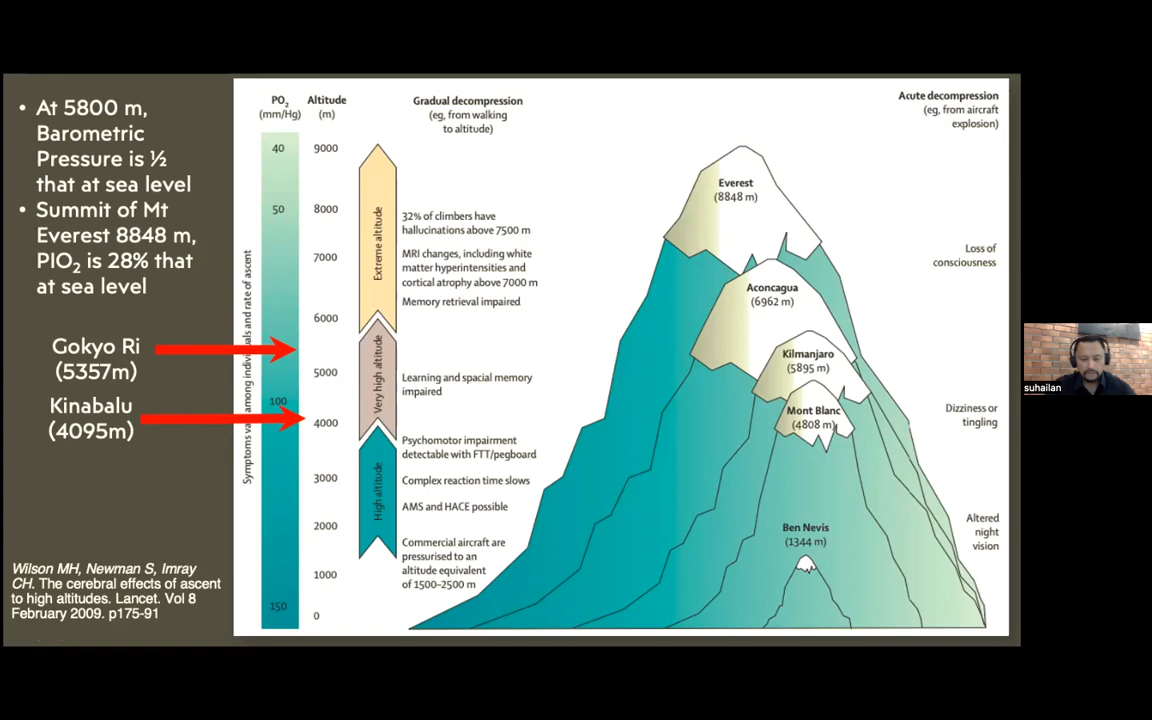 • At 5800 m,
Barometric
Pressure is ½
that at sea level
• Summit of Mt
Everest 8848 m,
PIO₂ is 28% that
at sea level
Gokyo Ri
(5357m)
Kinabalu
(4095m)
Wilson MH, Newman S, Imray
CH. The cerebral effects of ascent
to high altitudes. Lancet. Vol 8
February 2009. p175-91
PO₂
(mm/Hg)
40
50
100
150
Altitude
(m)
9000
8000
7000
6000
5000
4000
3000
2000
1000
0
Extreme altitude
Very high altitude
High altitude
Gradual decompression
(eg, from walking
to altitude)
32% of climbers have
hallucinations above 7500 m
MRI changes, including white
matter hyperintensities and
cortical atrophy above 7000 m
Memory retrieval impaired
Learning and spacial memory
impaired
Psychomotor impairment
detectable with FTT/pegboard
Complex reaction time slows
AMS and HACE possible
Commercial aircraft are
pressurised to an
altitude equivalent
of 1500–2500 m
Everest
(8848 m)
Aconcagua
(6962 m)
Kilmanjaro
(5895 m)
Mont Blanc
(4808 m)
Ben Nevis
(1344 m)
Acute decompression
(eg, from aircraft
explosion)
Loss of
consciousness
Dizziness or
tingling
Altered
night
vision
Symptoms va among individ and rate of ascent
suhailan